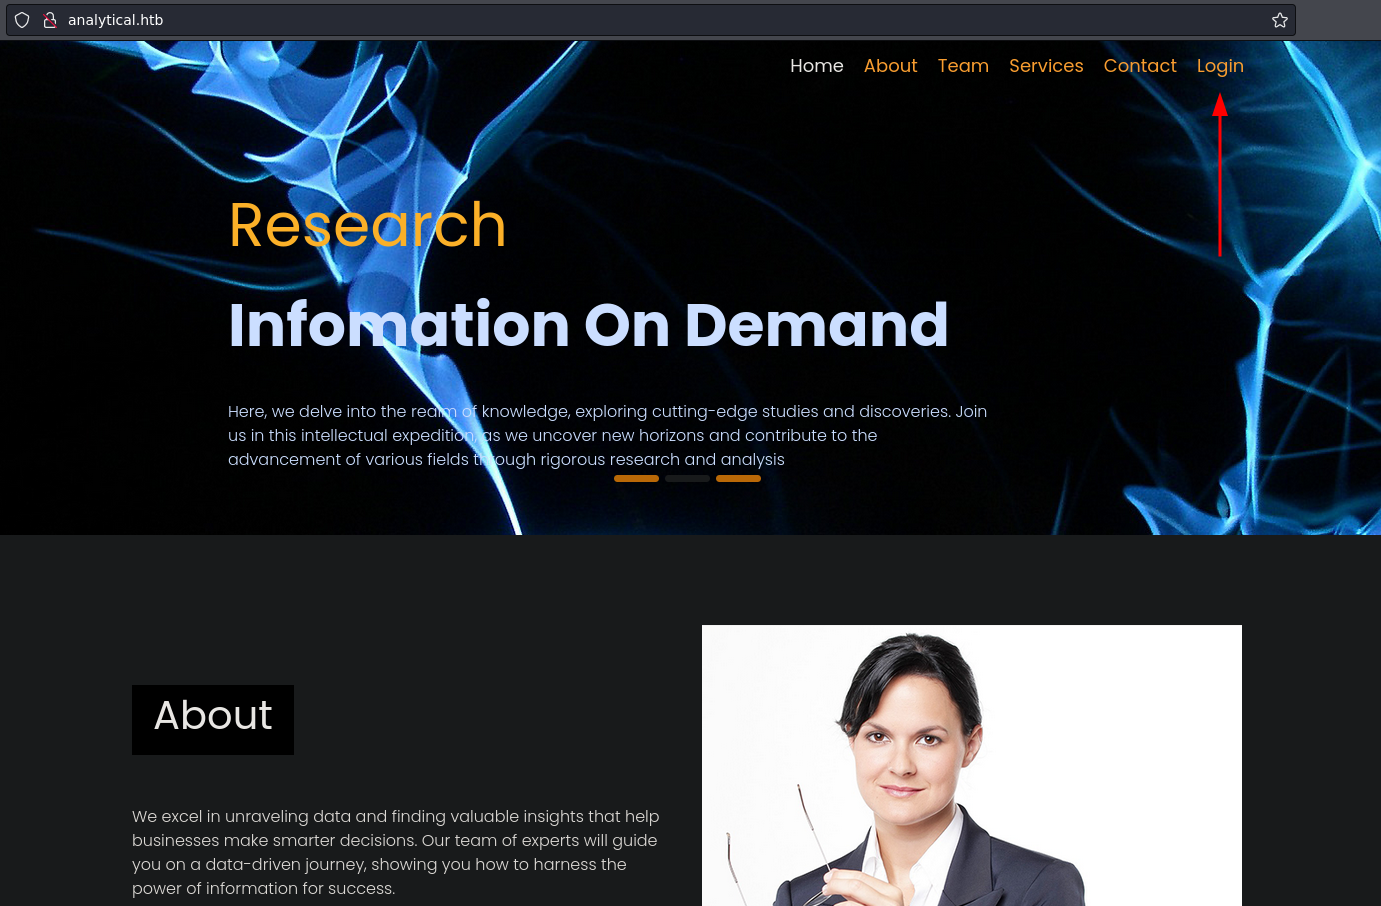 analytical.htb
Home About Team Services Contact Login
Research
Infomation On Demand
Here, we delve into the realm of knowledge, exploring cutting-edge studies and discoveries. Join
us in this intellectual expedition, as we uncover new horizons and contribute to the
advancement of various fields through rigorous research and analysis
About
We excel in unraveling data and finding valuable insights that help
businesses make smarter decisions. Our team of experts will guide
you on a data-driven journey, showing you how to harness the
power of information for success.